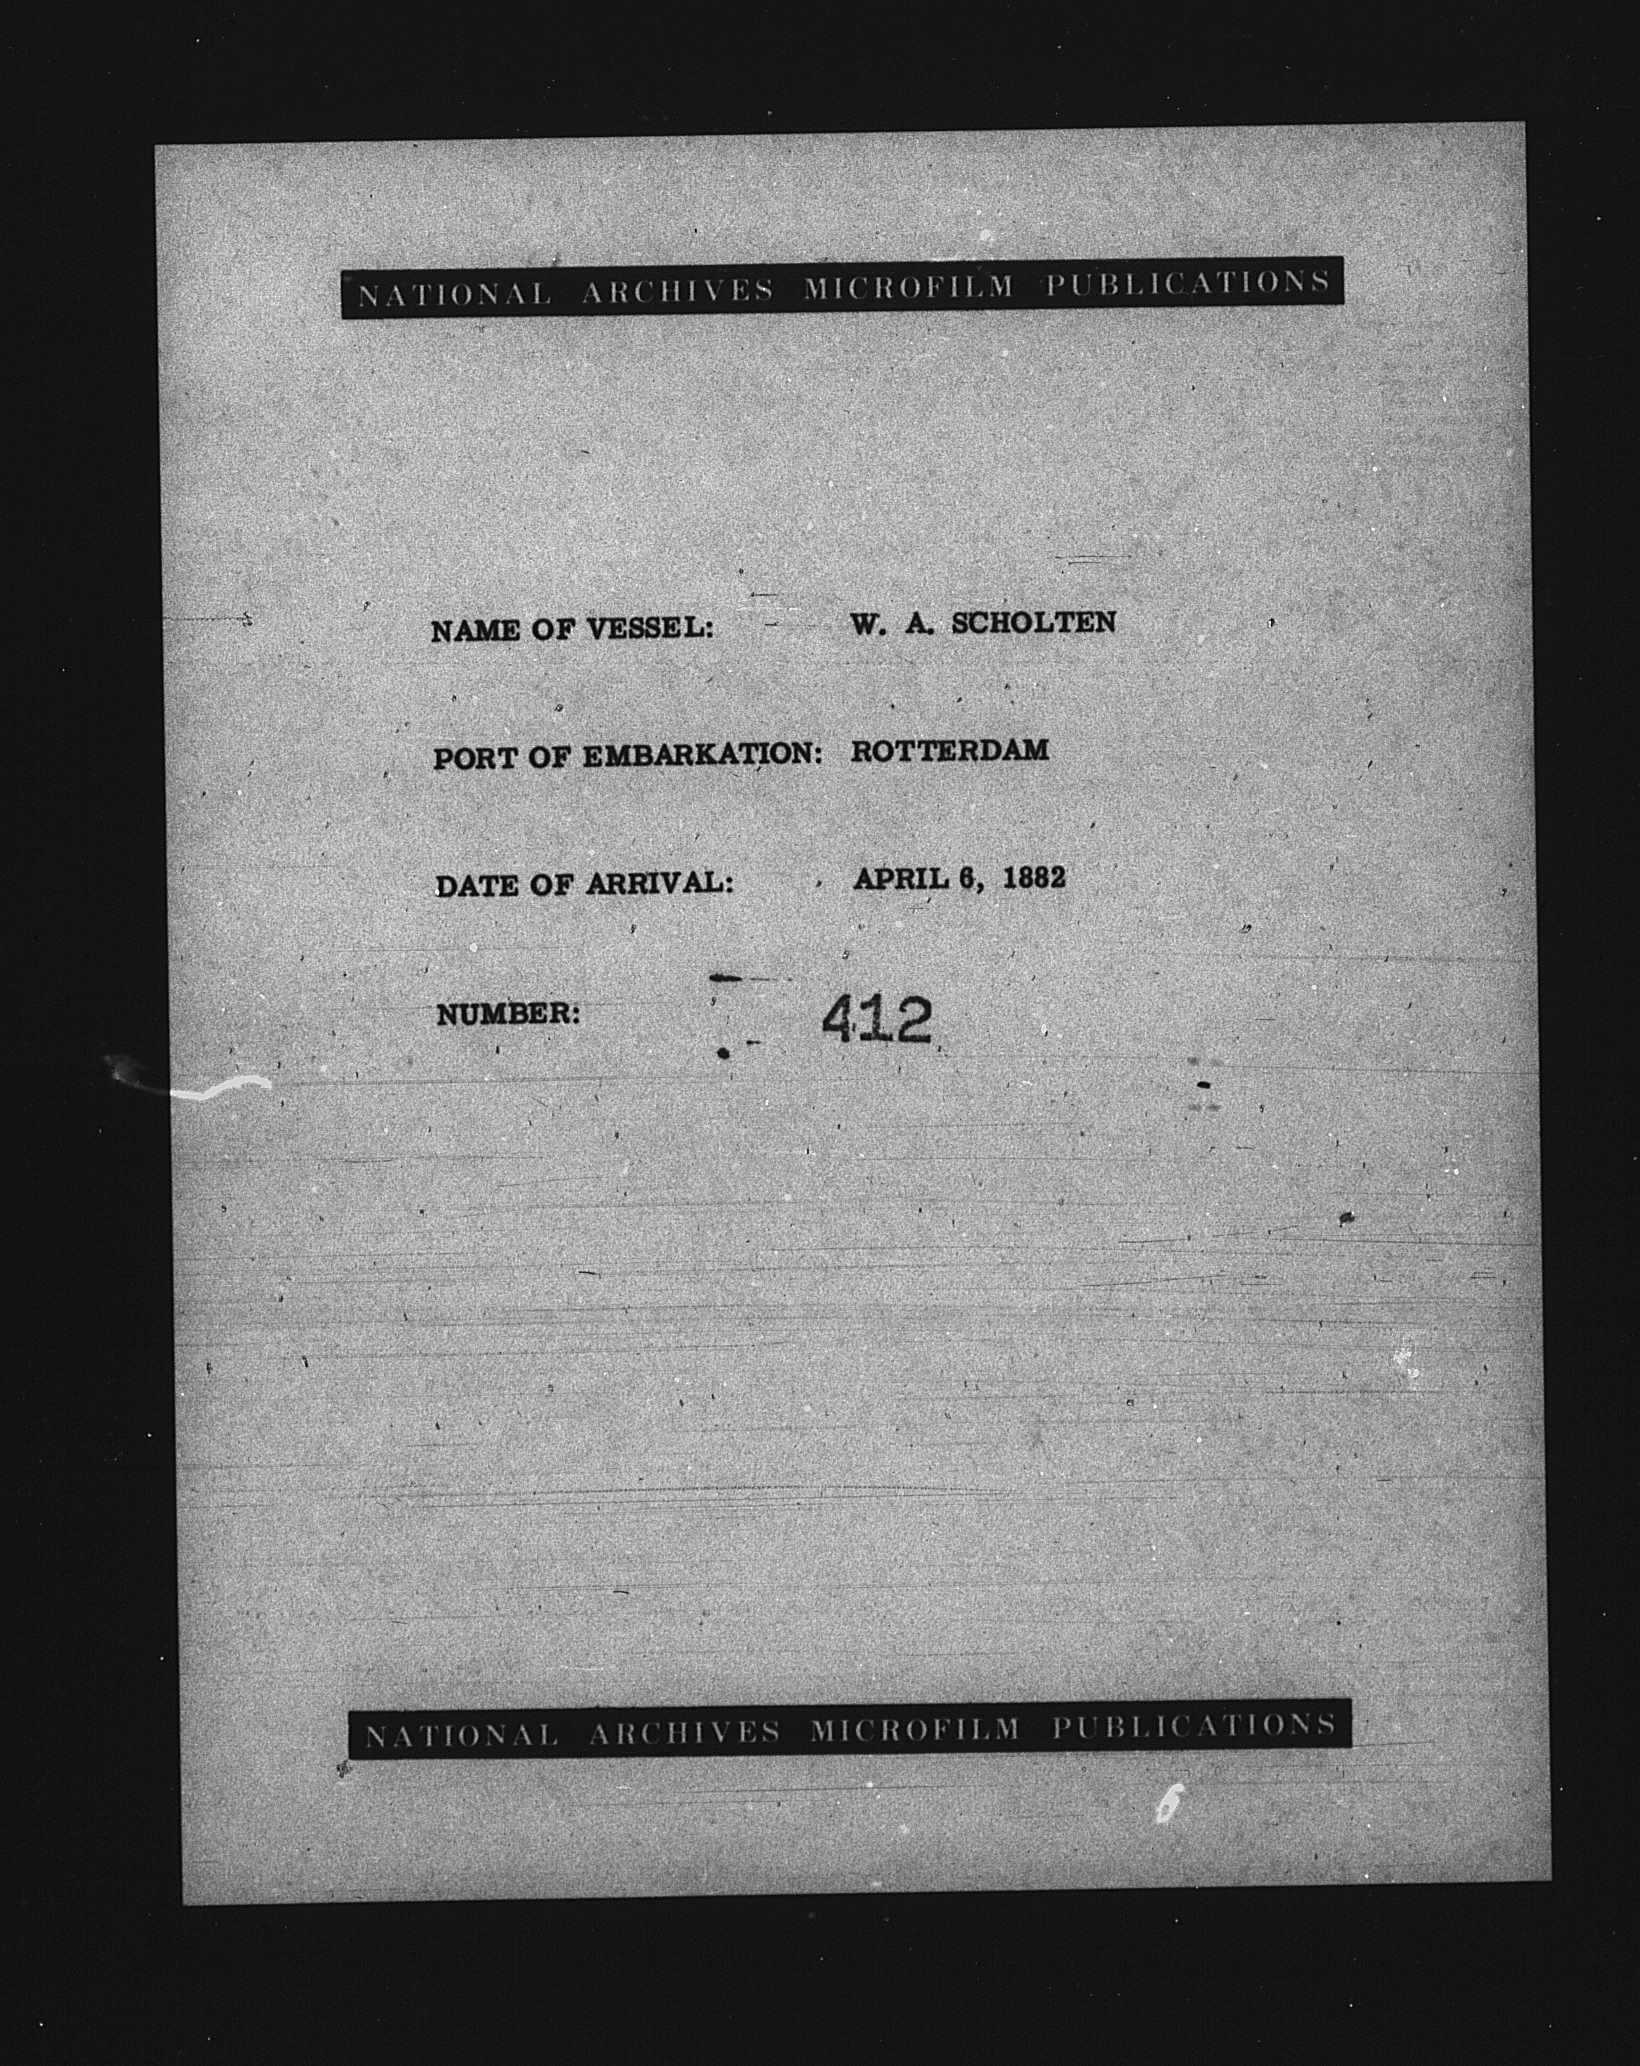 NATIONAL ARCHIVES MICROFILM PUBLICATIONS
NAME OF VESSEL: W. A. SCHOLTEN
PORT OF EMBARKATION: ROTTERDAM
DATE OF ARRIVAL: APRIL 6, 1882
NUMBER: 412
NATIONAL ARCHIVES MICROFILM PUBLICATIONS